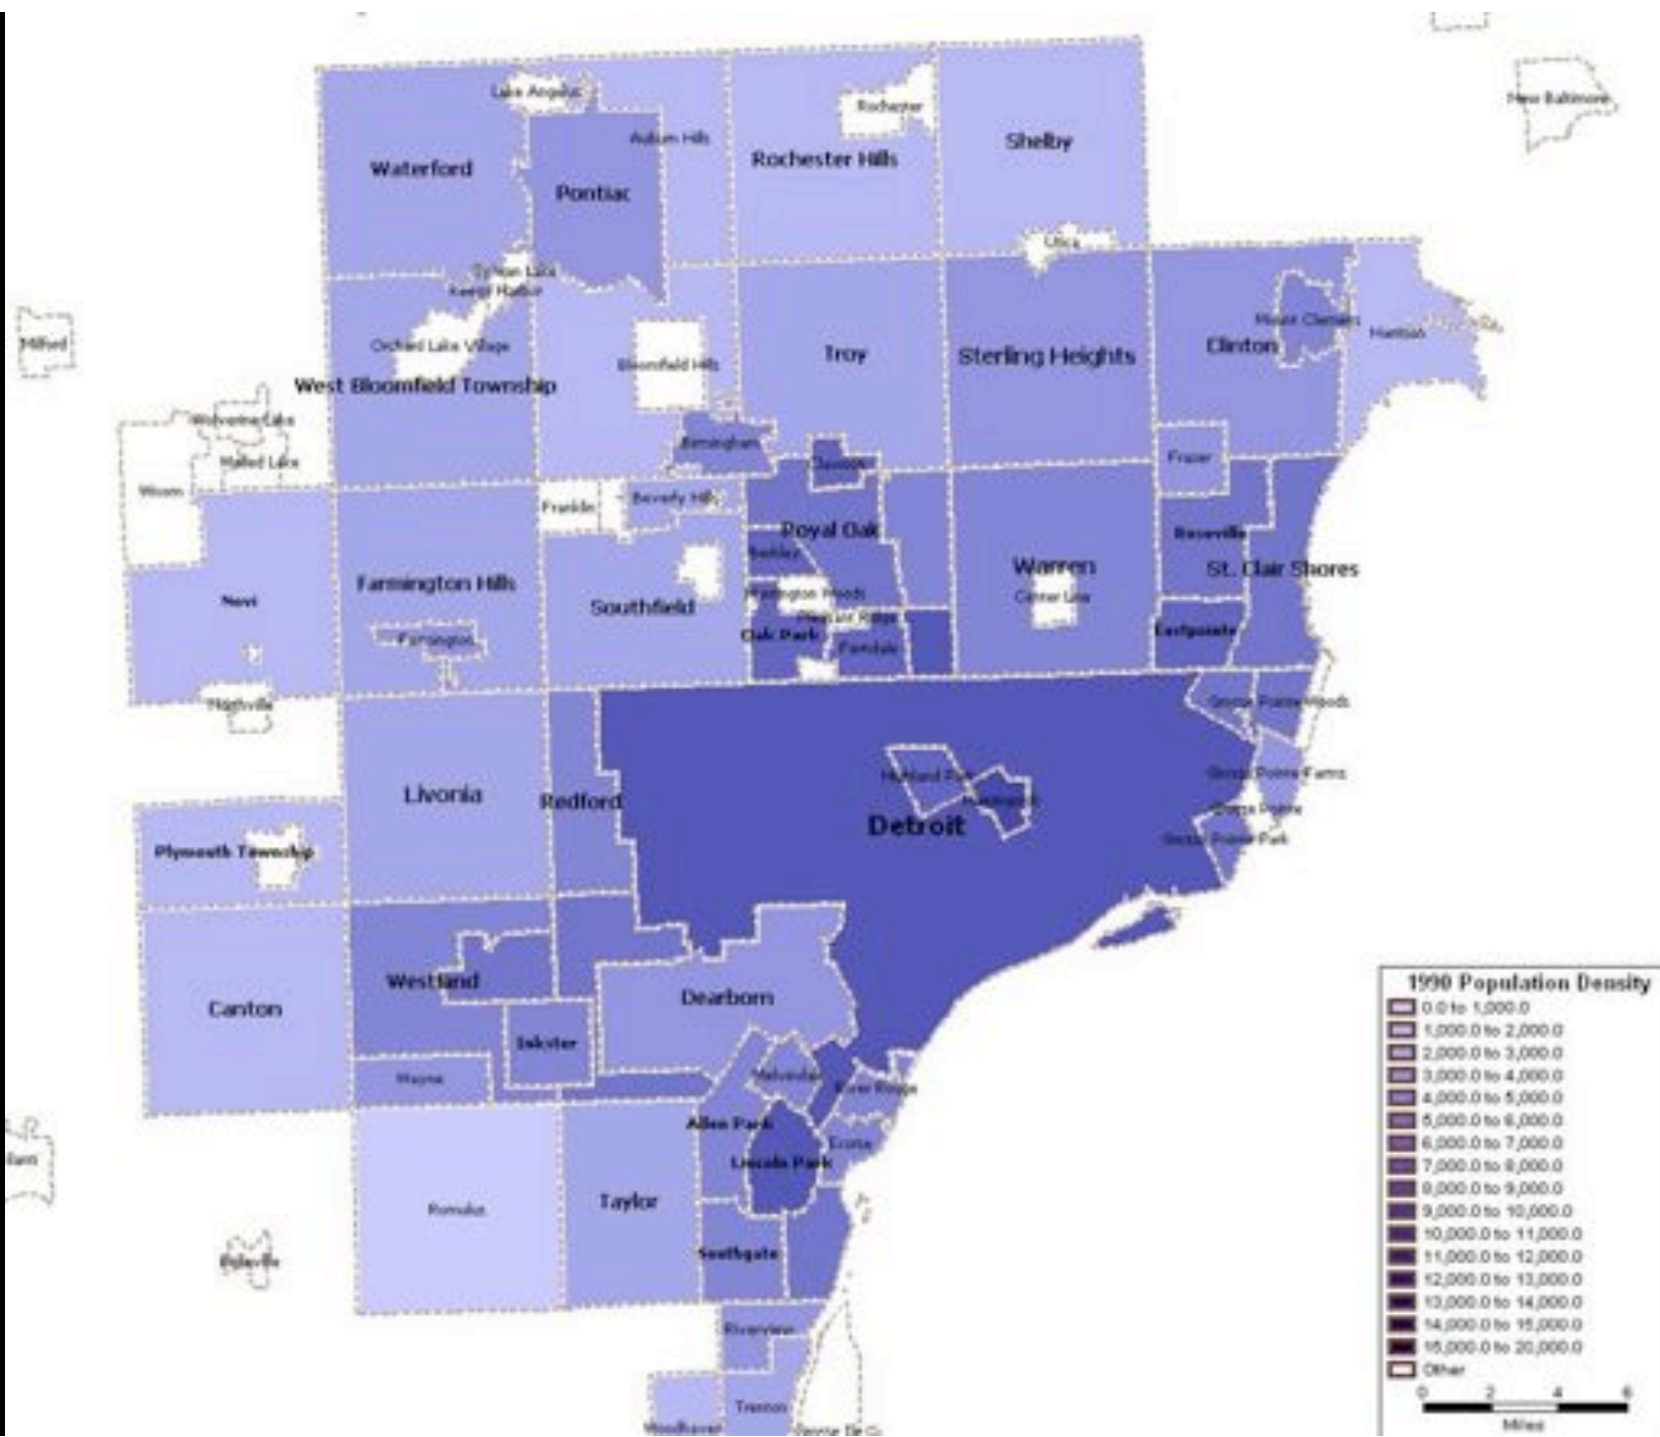 Lake Angelus
Rochester
New Baltimore
Auburn Hills
Shelby
Waterford
Rochester Hills
Pontiac
Utica
Sylvan Lake
Keego Harbor
Mount Clemens
Harrison
Milford
Orchard Lake Village
Troy
Sterling Heights
Clinton
Bloomfield Hills
West Bloomfield Township
Wolverine Lake
Birmingham
Walled Lake
Clawson
Fraser
Wixom
Franklin
Beverly Hills
Royal Oak
Roseville
Berkley
Warren
St. Clair Shores
Farmington Hills
Novi
Southfield
Huntington Woods
Center Line
Pleasant Ridge
Oak Park
Eastpointe
Farmington
Ferndale
Northville
Grosse Pointe Woods
Highland Park
Grosse Pointe Farms
Livonia
Redford
Hamtramck
Grosse Pointe
Detroit
Grosse Pointe Park
Plymouth Township
Westland
Dearborn
Canton
Inkster
Wayne
Melvindale
River Rouge
Allen Park
Ecorse
Lincoln Park
Romulus
Taylor
Southgate
Belleville
Riverview
Trenton
Woodhaven
1990 Population Density
0.0 to 1,000.0
1,000.0 to 2,000.0
2,000.0 to 3,000.0
3,000.0 to 4,000.0
4,000.0 to 5,000.0
5,000.0 to 6,000.0
6,000.0 to 7,000.0
7,000.0 to 8,000.0
8,000.0 to 9,000.0
9,000.0 to 10,000.0
10,000.0 to 11,000.0
11,000.0 to 12,000.0
12,000.0 to 13,000.0
13,000.0 to 14,000.0
14,000.0 to 15,000.0
15,000.0 to 20,000.0
Other
0 2 4 6
Miles